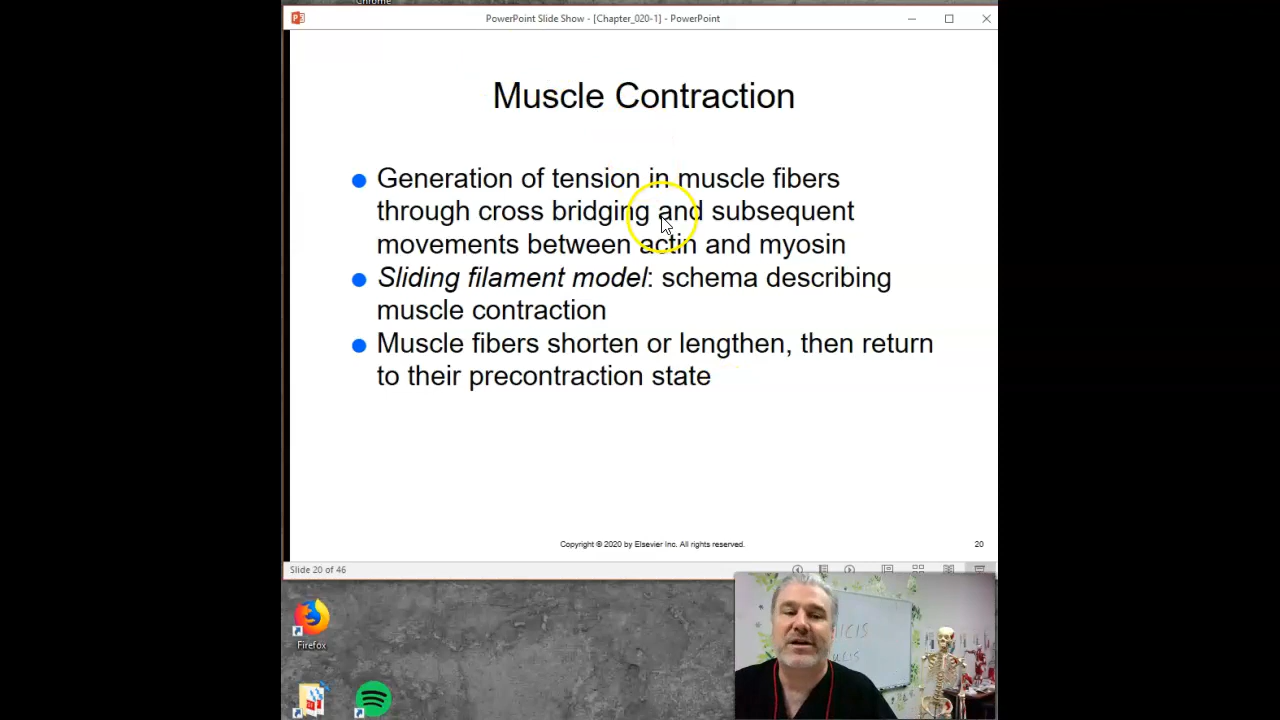 Chrome
PowerPoint Slide Show - [Chapter_020-1] - PowerPoint
Muscle Contraction
Generation of tension in muscle fibers
through cross bridging and subsequent
movements between actin and myosin
Sliding filament model: schema describing
muscle contraction
Muscle fibers shorten or lengthen, then return
to their precontraction state
Copyright © 2020 by Elsevier Inc. All rights reserved.
20
Slide 20 of 46
Firefox